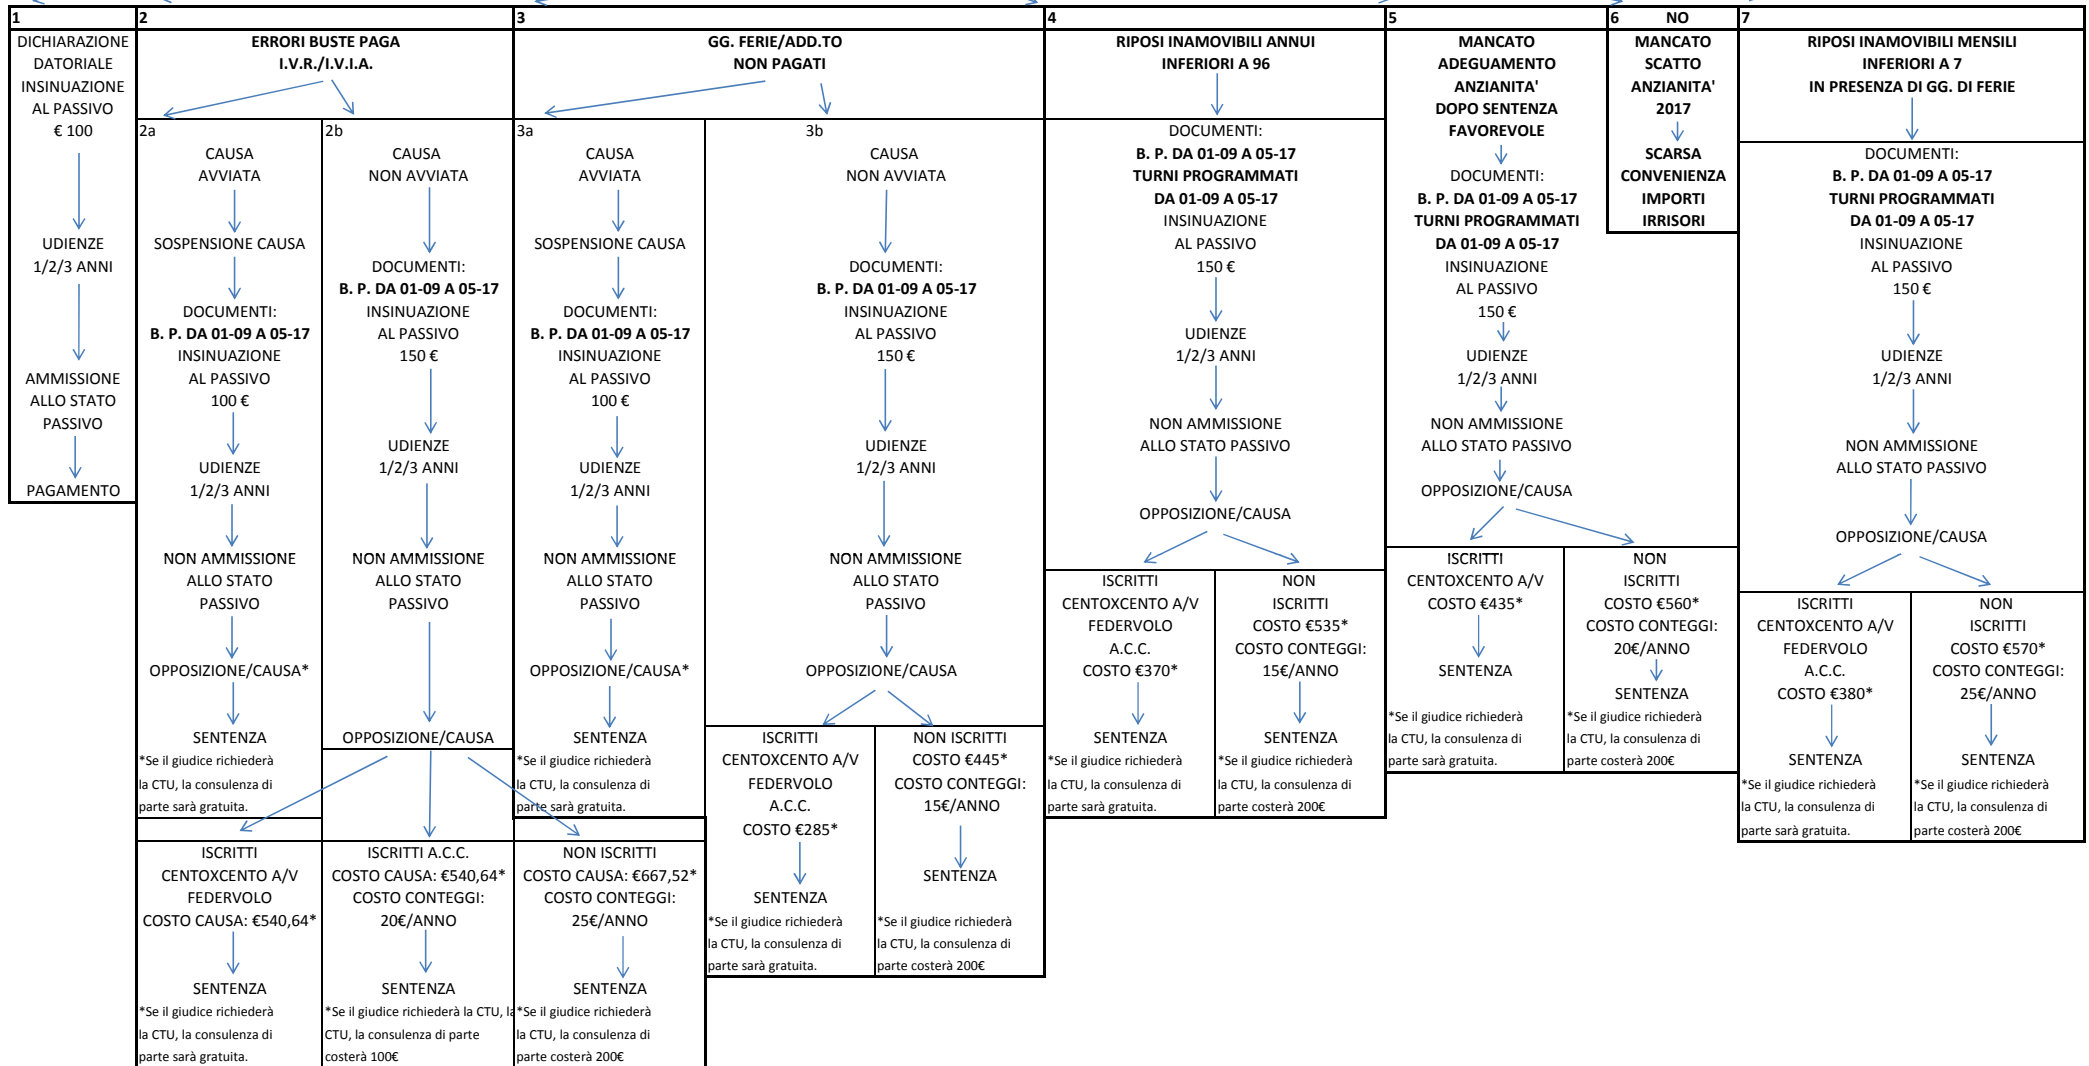 1
DICHIARAZIONE
DATORIALE
INSINUAZIONE
AL PASSIVO
€ 100
UDIENZE
1/2/3 ANNI
AMMISSIONE
ALLO STATO
PASSIVO
PAGAMENTO
2
ERRORI BUSTE PAGA
I.V.R./I.V.I.A.
2a
CAUSA
AVVIATA
SOSPENSIONE CAUSA
DOCUMENTI:
B. P. DA 01-09 A 05-17
INSINUAZIONE
AL PASSIVO
100 €
UDIENZE
1/2/3 ANNI
NON AMMISSIONE
ALLO STATO
PASSIVO
OPPOSIZIONE/CAUSA*
SENTENZA
*Se il giudice richiederà
la CTU, la consulenza di
parte sarà gratuita.
2b
CAUSA
NON AVVIATA
DOCUMENTI:
B. P. DA 01-09 A 05-17
INSINUAZIONE
AL PASSIVO
150 €
UDIENZE
1/2/3 ANNI
NON AMMISSIONE
ALLO STATO
PASSIVO
OPPOSIZIONE/CAUSA
ISCRITTI
CENTOXCENTO A/V
FEDERVOLO
COSTO CAUSA: €540,64*
SENTENZA
*Se il giudice richiederà
la CTU, la consulenza di
parte sarà gratuita.
ISCRITTI A.C.C.
COSTO CAUSA: €540,64*
COSTO CONTEGGI:
20€/ANNO
SENTENZA
*Se il giudice richiederà la CTU, la
CTU, la consulenza di parte
costerà 100€
NON ISCRITTI
COSTO CAUSA: €667,52*
COSTO CONTEGGI:
25€/ANNO
SENTENZA
*Se il giudice richiederà
la CTU, la consulenza di
parte costerà 200€
3
GG. FERIE/ADD.TO
NON PAGATI
3a
CAUSA
AVVIATA
SOSPENSIONE CAUSA
DOCUMENTI:
B. P. DA 01-09 A 05-17
INSINUAZIONE
AL PASSIVO
100 €
UDIENZE
1/2/3 ANNI
NON AMMISSIONE
ALLO STATO
PASSIVO
OPPOSIZIONE/CAUSA*
SENTENZA
*Se il giudice richiederà
la CTU, la consulenza di
parte sarà gratuita.
3b
CAUSA
NON AVVIATA
DOCUMENTI:
B. P. DA 01-09 A 05-17
INSINUAZIONE
AL PASSIVO
150 €
UDIENZE
1/2/3 ANNI
NON AMMISSIONE
ALLO STATO
PASSIVO
OPPOSIZIONE/CAUSA
ISCRITTI
CENTOXCENTO A/V
FEDERVOLO
A.C.C.
COSTO €285*
SENTENZA
*Se il giudice richiederà
la CTU, la consulenza di
parte sarà gratuita.
NON ISCRITTI
COSTO €445*
COSTO CONTEGGI:
15€/ANNO
SENTENZA
*Se il giudice richiederà
la CTU, la consulenza di
parte costerà 200€
4
RIPOSI INAMOVIBILI ANNUI
INFERIORI A 96
DOCUMENTI:
B. P. DA 01-09 A 05-17
TURNI PROGRAMMATI
DA 01-09 A 05-17
INSINUAZIONE
AL PASSIVO
150 €
UDIENZE
1/2/3 ANNI
NON AMMISSIONE
ALLO STATO PASSIVO
OPPOSIZIONE/CAUSA
ISCRITTI
CENTOXCENTO A/V
FEDERVOLO
A.C.C.
COSTO €370*
SENTENZA
*Se il giudice richiederà
la CTU, la consulenza di
parte sarà gratuita.
NON
ISCRITTI
COSTO €535*
COSTO CONTEGGI:
15€/ANNO
SENTENZA
*Se il giudice richiederà
la CTU, la consulenza di
parte costerà 200€
5
MANCATO
ADEGUAMENTO
ANZIANITA'
DOPO SENTENZA
FAVOREVOLE
DOCUMENTI:
B. P. DA 01-09 A 05-17
TURNI PROGRAMMATI
DA 01-09 A 05-17
INSINUAZIONE
AL PASSIVO
150 €
UDIENZE
1/2/3 ANNI
NON AMMISSIONE
ALLO STATO PASSIVO
OPPOSIZIONE/CAUSA
ISCRITTI
CENTOXCENTO A/V
COSTO €435*
SENTENZA
*Se il giudice richiederà
la CTU, la consulenza di
parte sarà gratuita.
NON
ISCRITTI
COSTO €560*
COSTO CONTEGGI:
20€/ANNO
SENTENZA
*Se il giudice richiederà
la CTU, la consulenza di
parte costerà 200€
6 NO
MANCATO
SCATTO
ANZIANITA'
2017
SCARSA
CONVENIENZA
IMPORTI
IRRISORI
7
RIPOSI INAMOVIBILI MENSILI
INFERIORI A 7
IN PRESENZA DI GG. DI FERIE
DOCUMENTI:
B. P. DA 01-09 A 05-17
TURNI PROGRAMMATI
DA 01-09 A 05-17
INSINUAZIONE
AL PASSIVO
150 €
UDIENZE
1/2/3 ANNI
NON AMMISSIONE
ALLO STATO PASSIVO
OPPOSIZIONE/CAUSA
ISCRITTI
CENTOXCENTO A/V
FEDERVOLO
A.C.C.
COSTO €380*
SENTENZA
*Se il giudice richiederà
la CTU, la consulenza di
parte sarà gratuita.
NON
ISCRITTI
COSTO €570*
COSTO CONTEGGI:
25€/ANNO
SENTENZA
*Se il giudice richiederà
la CTU, la consulenza di
parte costerà 200€